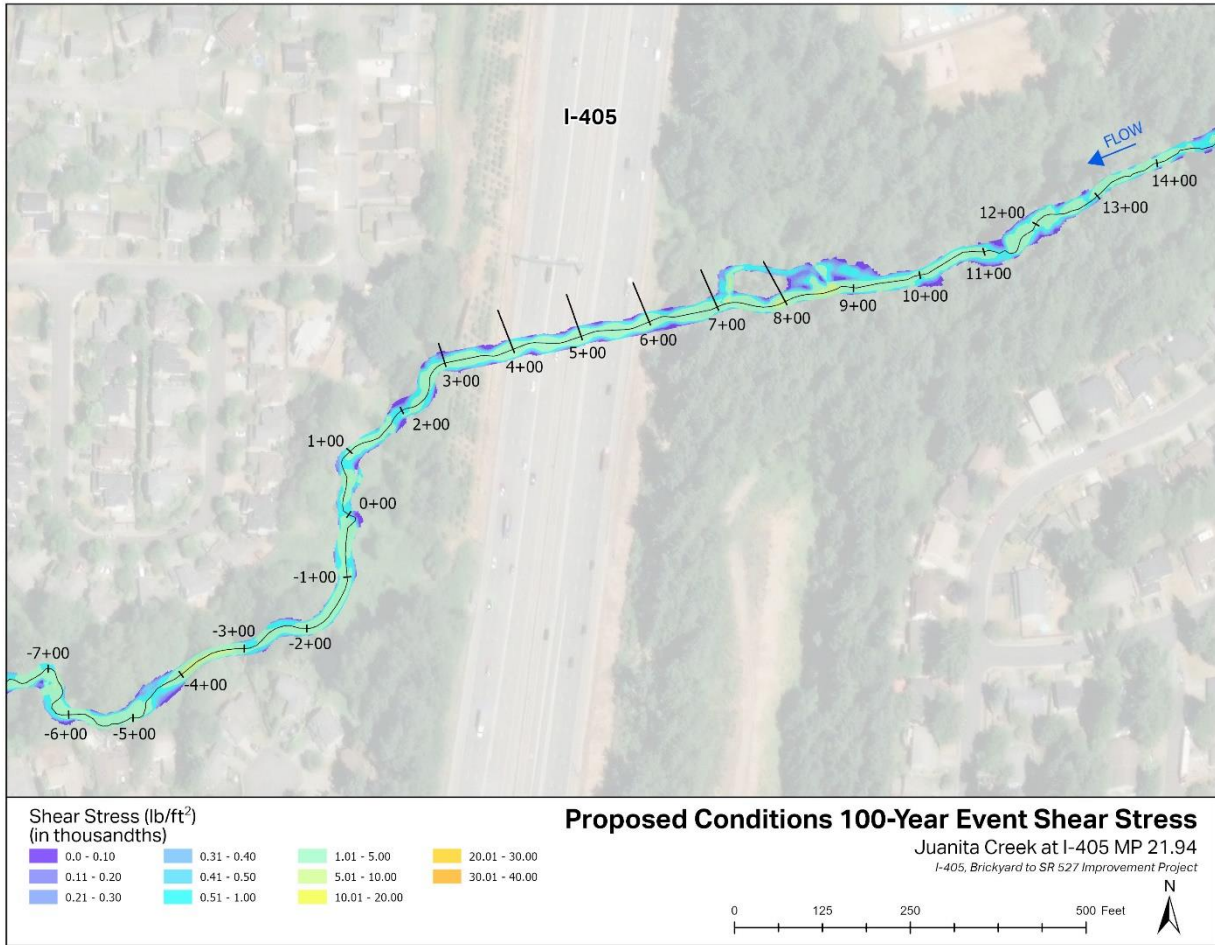 I-405
FLOW
14+00
13+00
12+00
11+00
10+00
9+00
8+00
7+00
6+00
5+00
4+00
3+00
2+00
1+00
0+00
-1+00
-2+00
-3+00
-4+00
-5+00
-6+00
-7+00
Shear Stress (lb/ft²)
(in thousandths)
0.0 - 0.10
0.11 - 0.20
0.21 - 0.30
0.31 - 0.40
0.41 - 0.50
0.51 - 1.00
1.01 - 5.00
5.01 - 10.00
10.01 - 20.00
20.01 - 30.00
30.01 - 40.00
Proposed Conditions 100-Year Event Shear Stress
Juanita Creek at I-405 MP 21.94
I-405, Brickyard to SR 527 Improvement Project
N
0 125 250 500 Feet